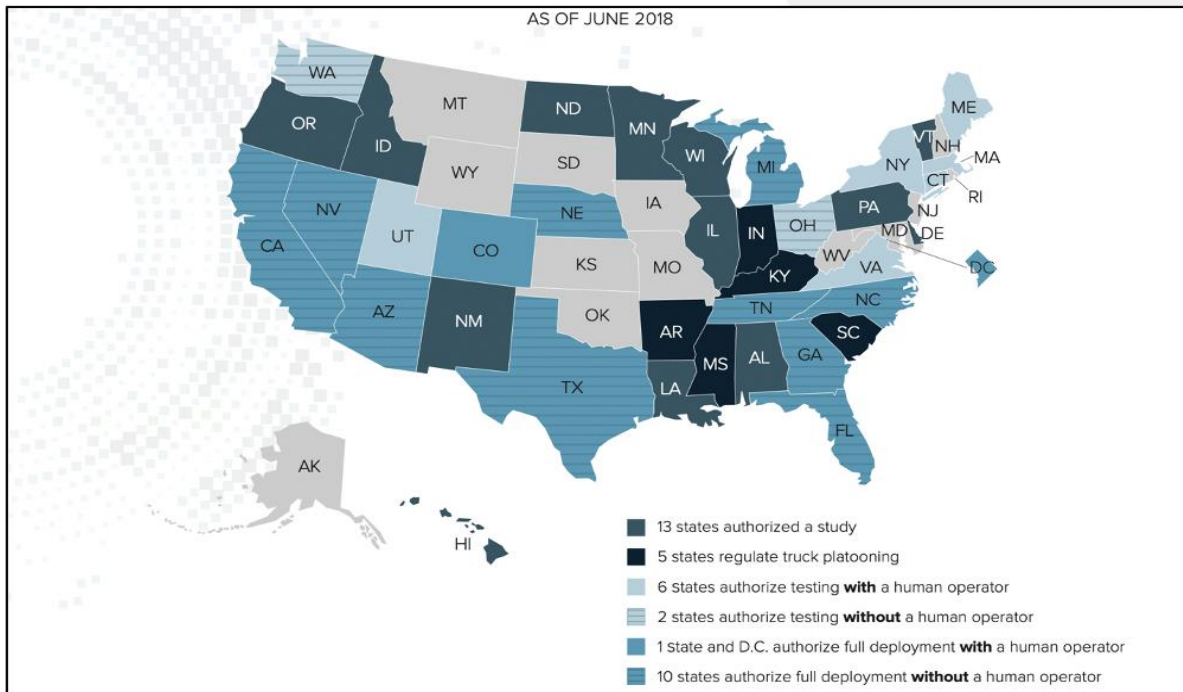 AS OF JUNE 2018
WA
MT
ND
MN
ME
OR
ID
WI
VT
NH
MA
SD
NY
MI
WY
CT
RI
IA
PA
NJ
NV
NE
OH
IL
IN
MD
DE
UT
CO
WV
CA
KS
MO
VA
DC
KY
AZ
NM
OK
TN
NC
AR
SC
MS
AL
GA
TX
LA
FL
AK
HI
13 states authorized a study
5 states regulate truck platooning
6 states authorize testing with a human operator
2 states authorize testing without a human operator
1 state and D.C. authorize full deployment with a human operator
10 states authorize full deployment without a human operator